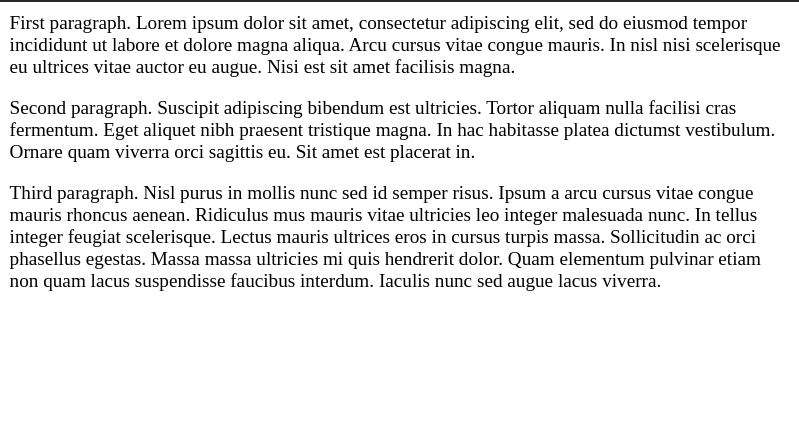 First paragraph. Lorem ipsum dolor sit amet, consectetur adipiscing elit, sed do eiusmod tempor
incididunt ut labore et dolore magna aliqua. Arcu cursus vitae congue mauris. In nisl nisi scelerisque
eu ultrices vitae auctor eu augue. Nisi est sit amet facilisis magna.
Second paragraph. Suscipit adipiscing bibendum est ultricies. Tortor aliquam nulla facilisi cras
fermentum. Eget aliquet nibh praesent tristique magna. In hac habitasse platea dictumst vestibulum.
Ornare quam viverra orci sagittis eu. Sit amet est placerat in.
Third paragraph. Nisl purus in mollis nunc sed id semper risus. Ipsum a arcu cursus vitae congue
mauris rhoncus aenean. Ridiculus mus mauris vitae ultricies leo integer malesuada nunc. In tellus
integer feugiat scelerisque. Lectus mauris ultrices eros in cursus turpis massa. Sollicitudin ac orci
phasellus egestas. Massa massa ultricies mi quis hendrerit dolor. Quam elementum pulvinar etiam
non quam lacus suspendisse faucibus interdum. Iaculis nunc sed augue lacus viverra.